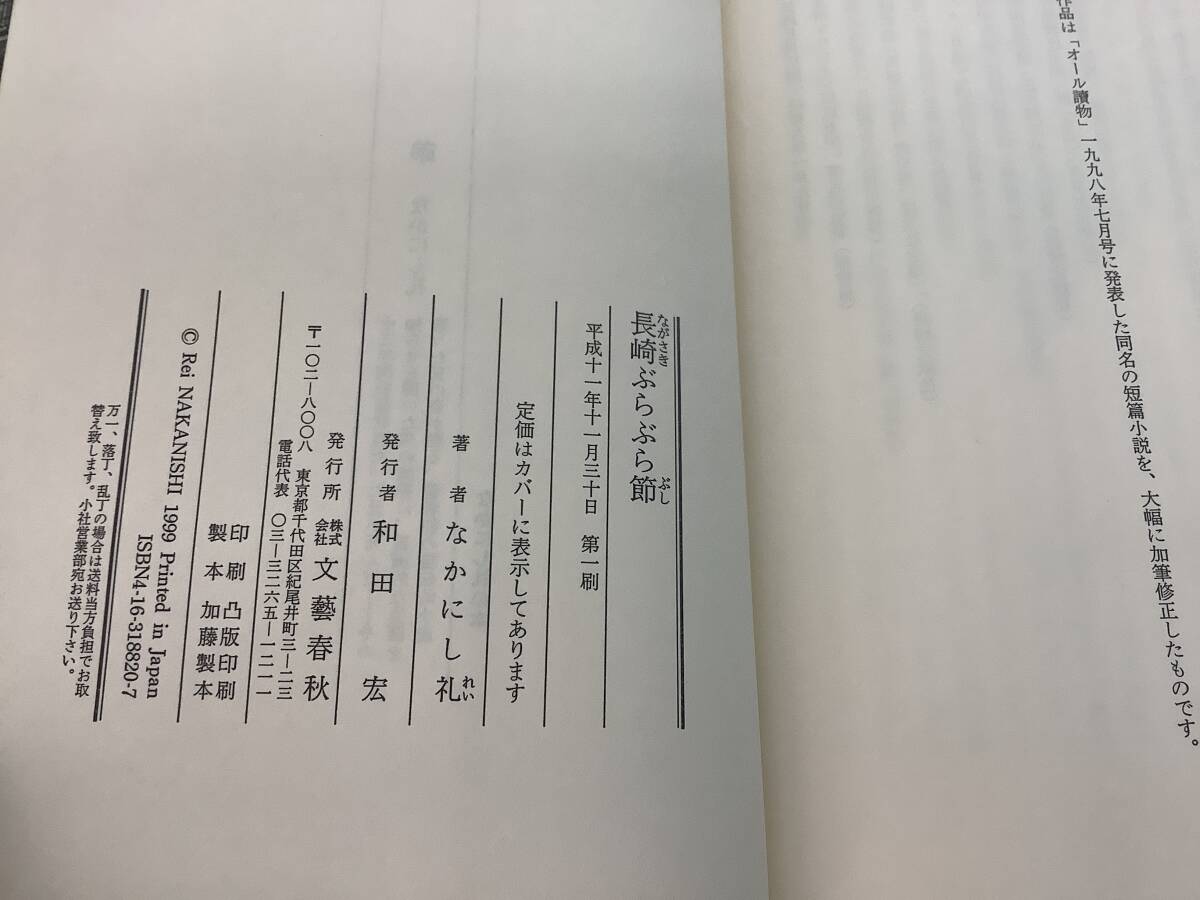 作品は「オール讀物」一九九八年七月号に発表した同名の短篇小説を、大幅に加筆修正したものです。
長崎ぶらぶら節
ながさき
ぶし
平成十一年十一月三十日 第一刷
定価はカバーに表示してあります
著者 なかにし礼
れい
発行者 和田 宏
発行所 株式会社 文藝春秋
〒一〇二―八〇〇八 東京都千代田区紀尾井町三―二三
電話代表 〇三―三二六五―一二一一
印刷 凸版印刷
製本 加藤製本
© Rei NAKANISHI 1999 Printed in Japan
ISBN4-16-318820-7
万一、落丁、乱丁の場合は送料当方負担でお取
替え致します。小社営業部宛お送り下さい。